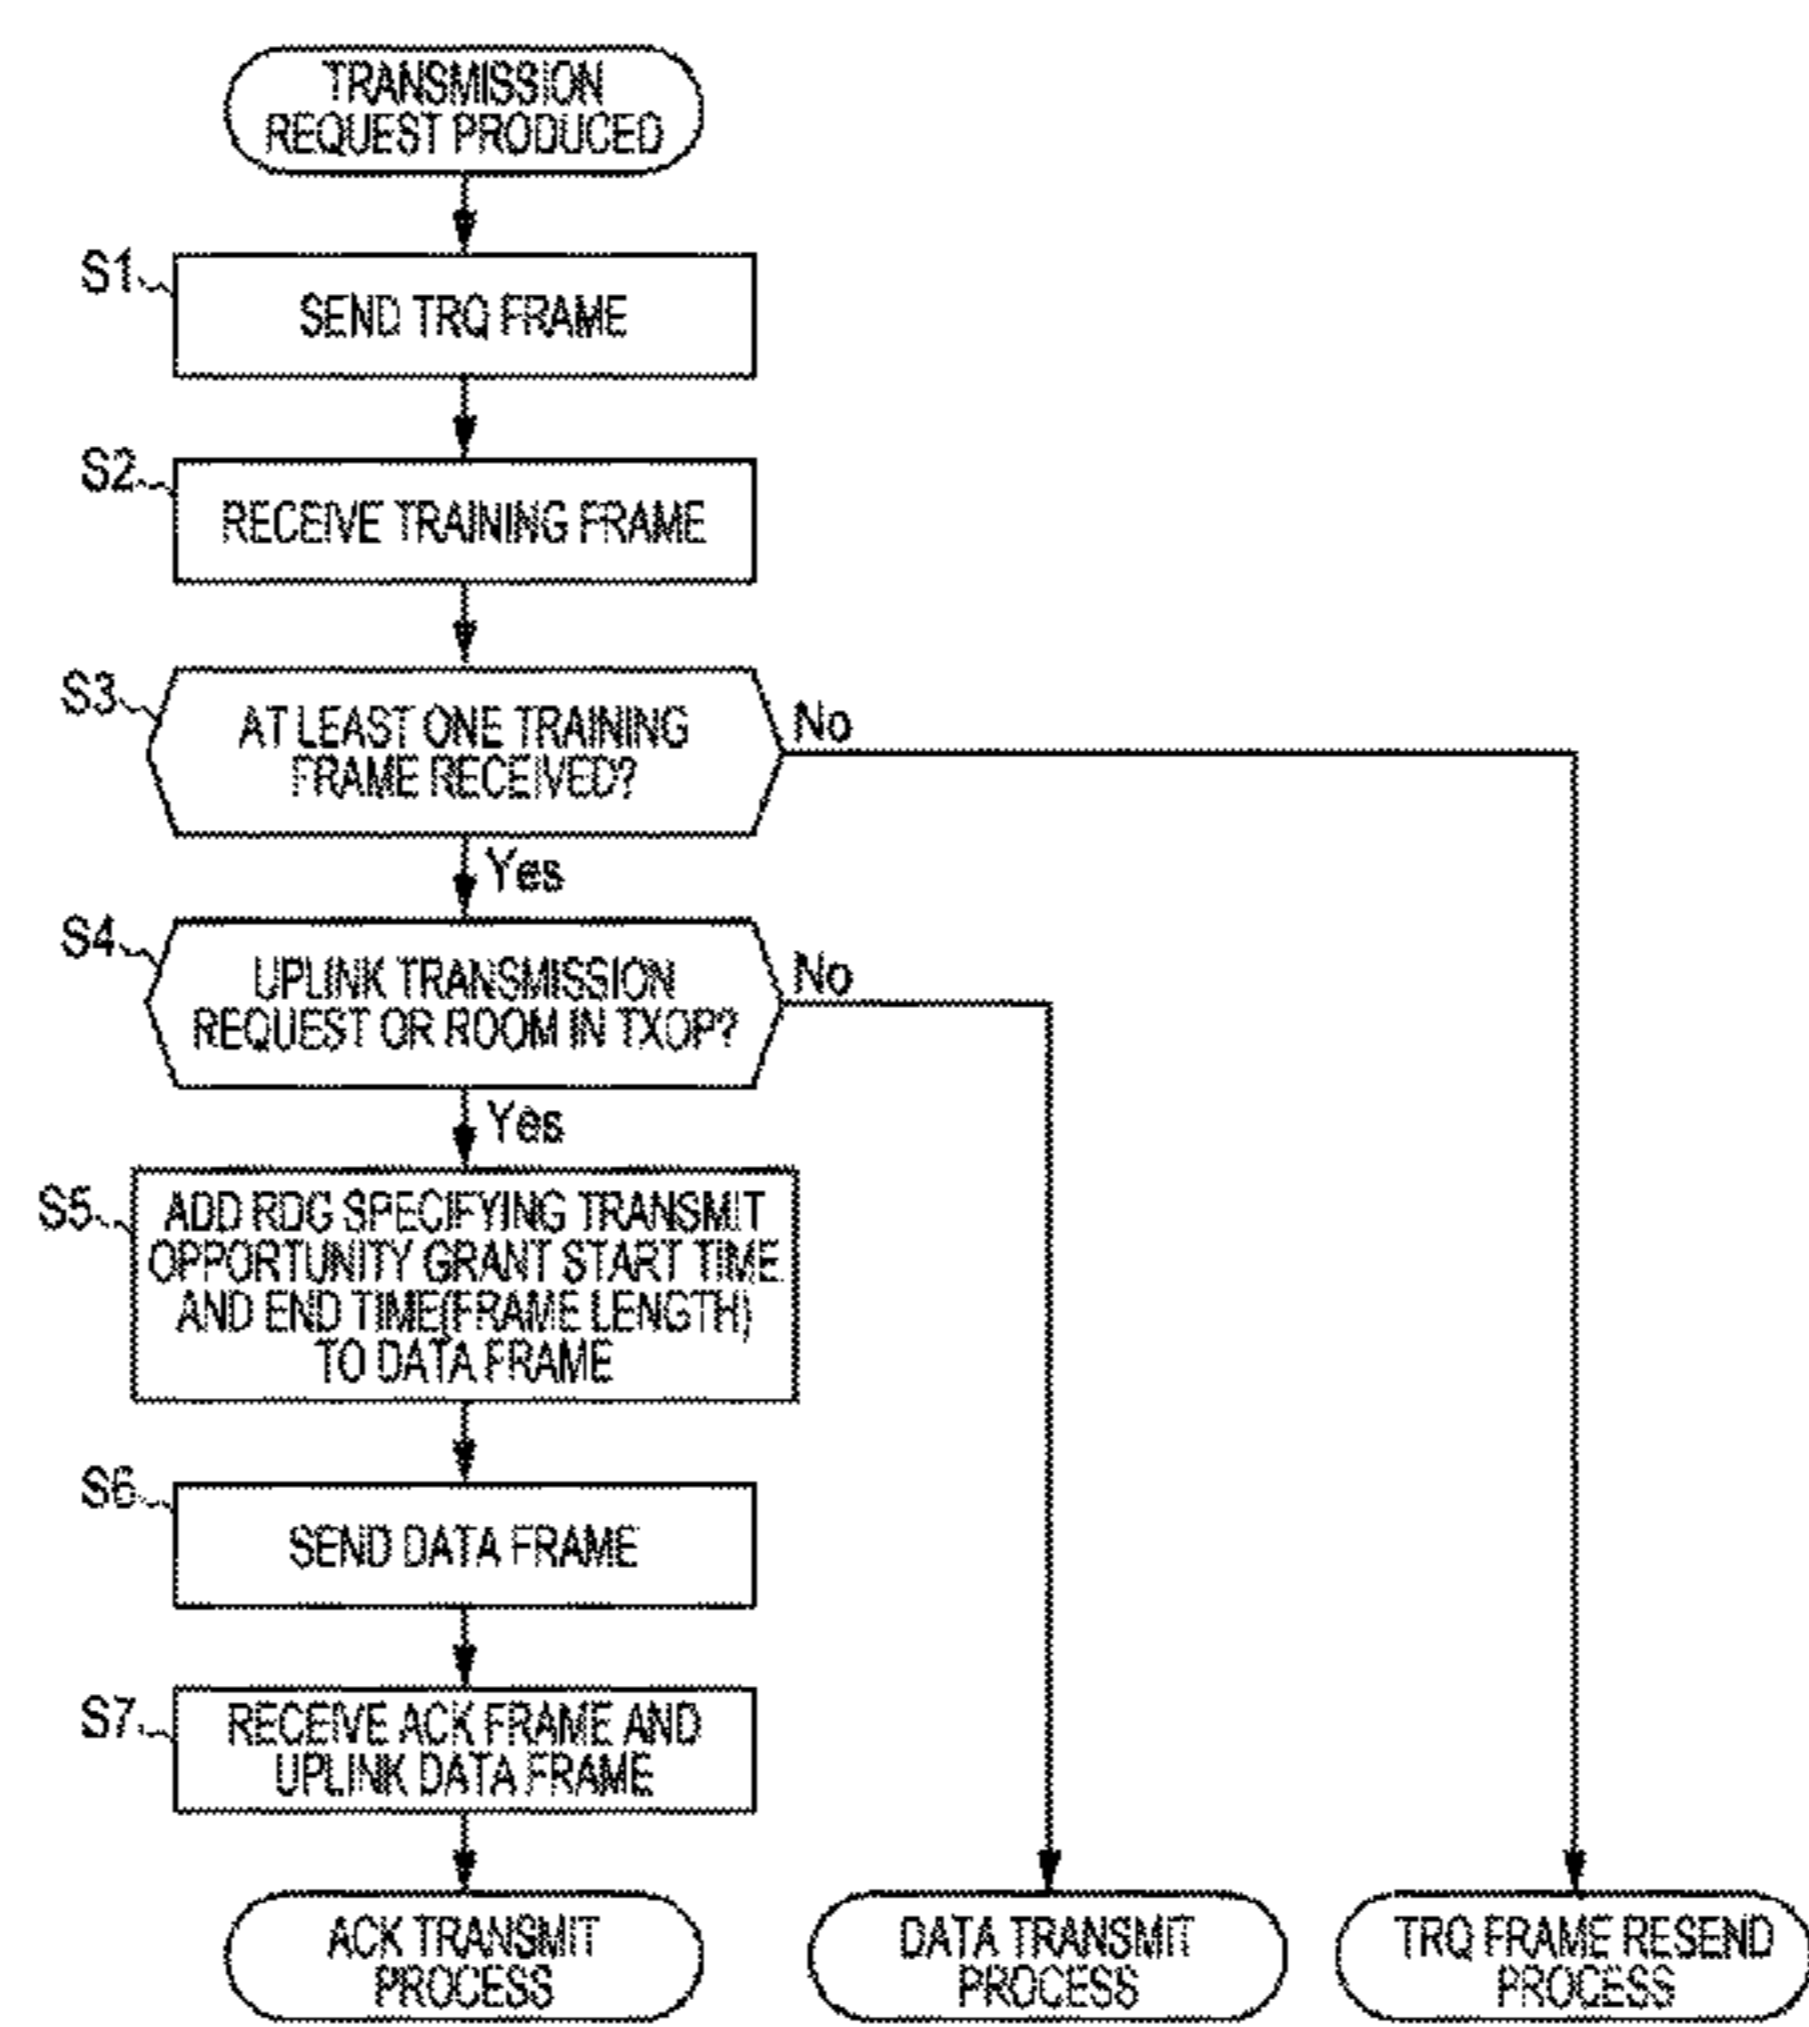 TRANSMISSION
REQUEST PRODUCED
S1
SEND TRQ FRAME
S2
RECEIVE TRAINING FRAME
S3
AT LEAST ONE TRAINING
FRAME RECEIVED?
No
Yes
S4
UPLINK TRANSMISSION
REQUEST OR ROOM IN TXOP?
No
Yes
S5
ADD RDG SPECIFYING TRANSMIT
OPPORTUNITY GRANT START TIME
AND END TIME(FRAME LENGTH)
TO DATA FRAME
S6
SEND DATA FRAME
S7
RECEIVE ACK FRAME AND
UPLINK DATA FRAME
ACK TRANSMIT
PROCESS
DATA TRANSMIT
PROCESS
TRQ FRAME RESEND
PROCESS